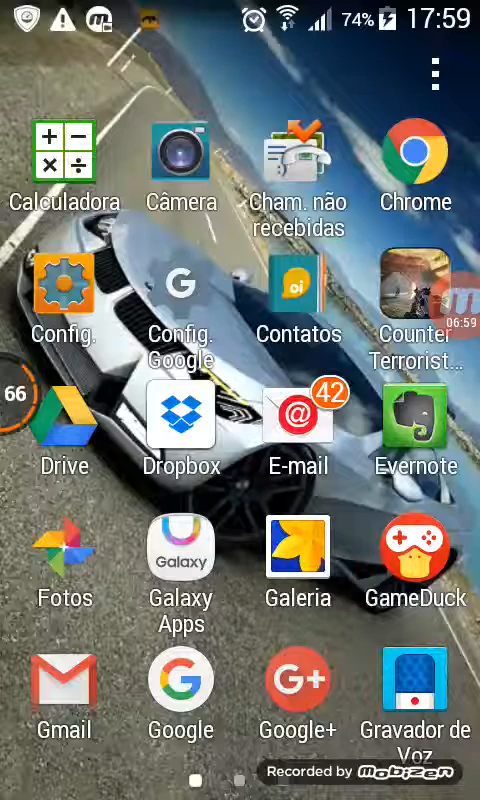 74% 17:59
Calculadora
Câmera
Cham. não
recebidas
Chrome
Config.
G
Config.
Google
oi
Contatos
Counter
Terrorist...
06:59
66
Drive
Dropbox
42
@
E-mail
Evernote
Fotos
Galaxy
Galaxy
Apps
Galeria
GameDuck
Gmail
G
Google
G+
Google+
Gravador de
Voz
Recorded by Mobizen